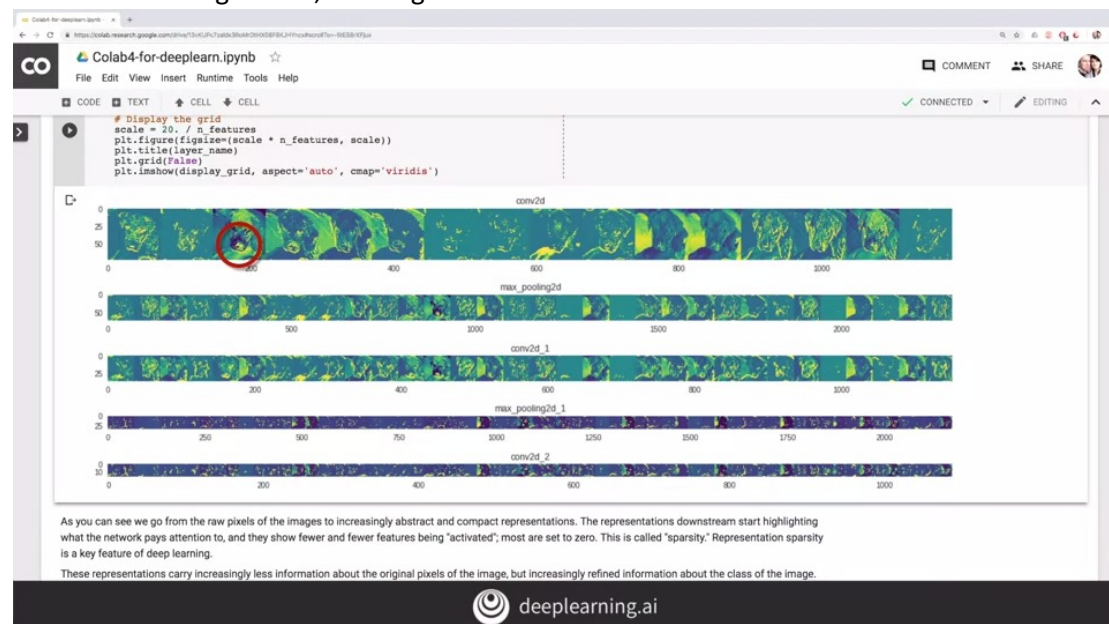 Colab4-for-deeplearn.ipynb
CO
Colab4-for-deeplearn.ipynb
COMMENT
SHARE
File Edit View Insert Runtime Tools Help
CODE TEXT CELL CELL
CONNECTED
EDITING
# Display the grid
scale = 20. / n_features
plt.figure(figsize=(scale * n_features, scale))
plt.title(layer_name)
plt.grid(False)
plt.imshow(display_grid, aspect='auto', cmap='viridis')
conv2d
0
25
50
0 200 400 600 800 1000
max_pooling2d
0
50
0 500 1000 1500 2000
conv2d_1
0
25
0 200 400 600 800 1000
max_pooling2d_1
0
25
0 250 500 750 1000 1250 1500 1750 2000
conv2d_2
0
10
0 200 400 600 800 1000
As you can see we go from the raw pixels of the images to increasingly abstract and compact representations. The representations downstream start highlighting
what the network pays attention to, and they show fewer and fewer features being "activated"; most are set to zero. This is called "sparsity." Representation sparsity
is a key feature of deep learning.
These representations carry increasingly less information about the original pixels of the image, but increasingly refined information about the class of the image.
deeplearning.ai